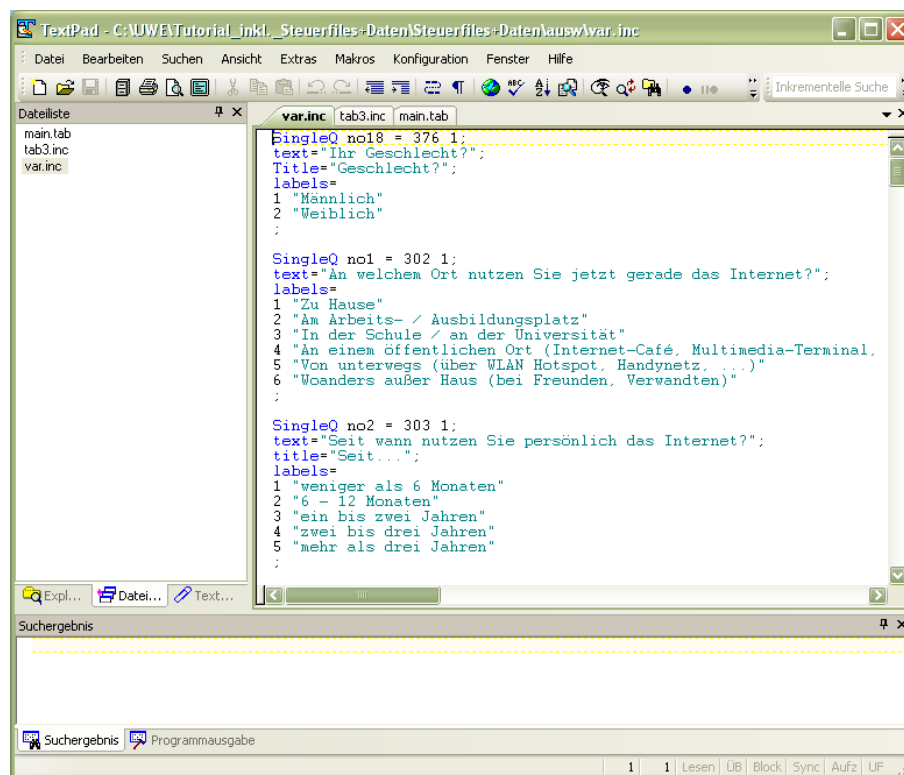 TextPad - C:\UWE\Tutorial_inkl._Steuerfiles+Daten\Steuerfiles+Daten\ausw\var.inc
Datei Bearbeiten Suchen Ansicht Extras Makros Konfiguration Fenster Hilfe
Inkrementelle Suche
Dateiliste
main.tab
tab3.inc
var.inc
var.inc tab3.inc main.tab
SingleQ no18 = 376 1;
text="Ihr Geschlecht?";
Title="Geschlecht?";
labels=
1 "Männlich"
2 "Weiblich"
;
SingleQ no1 = 302 1;
text="An welchem Ort nutzen Sie jetzt gerade das Internet?";
labels=
1 "Zu Hause"
2 "Am Arbeits- / Ausbildungsplatz"
3 "In der Schule / an der Universität"
4 "An einem öffentlichen Ort (Internet-Café, Multimedia-Terminal,
5 "Von unterwegs (über WLAN Hotspot, Handynetz, ...)"
6 "Woanders außer Haus (bei Freunden, Verwandten)"
;
SingleQ no2 = 303 1;
text="Seit wann nutzen Sie persönlich das Internet?";
title="Seit...";
labels=
1 "weniger als 6 Monaten"
2 "6 - 12 Monaten"
3 "ein bis zwei Jahren"
4 "zwei bis drei Jahren"
5 "mehr als drei Jahren"
;
Expl... Datei... Text...
Suchergebnis
Suchergebnis Programmausgabe
1 1 Lesen ÜB Block Sync Aufz UF